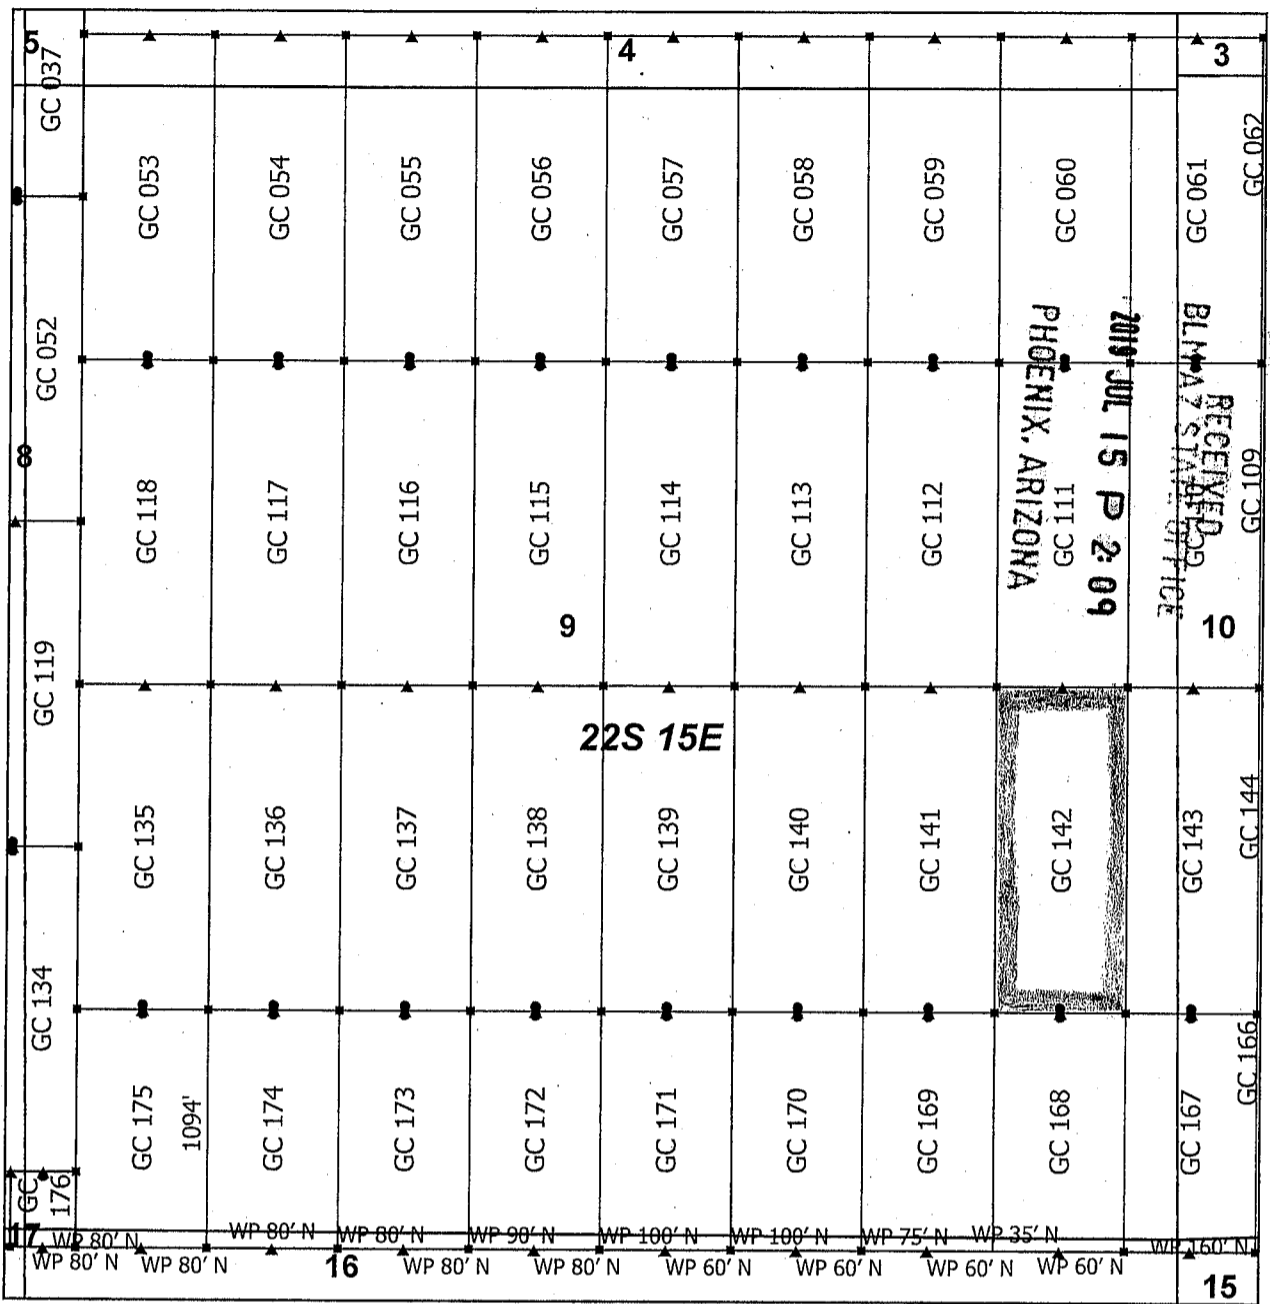 5
4
3
GC 037
GC 053
GC 054
GC 055
GC 056
GC 057
GC 058
GC 059
GC 060
GC 061
GC 062
GC 052
RECEIVED
BLM AZ STATE OFFICE
2019 JUL 15 P 2:09
PHOENIX, ARIZONA
8
GC 118
GC 117
GC 116
GC 115
GC 114
GC 113
GC 112
GC 111
GC
GC 109
9
10
GC 119
22S 15E
GC 135
GC 136
GC 137
GC 138
GC 139
GC 140
GC 141
GC 142
GC 143
GC 144
GC 134
GC 175
1094'
GC 174
GC 173
GC 172
GC 171
GC 170
GC 169
GC 168
GC 167
GC 166
GC
176
17
WP 80' N
WP 80' N
WP 80' N
WP 90' N
WP 100' N
WP 100' N
WP 75' N
WP 35' N
WP 160' N
WP 80' N
WP 80' N
16
WP 80' N
WP 80' N
WP 60' N
WP 60' N
WP 60' N
WP 60' N
15